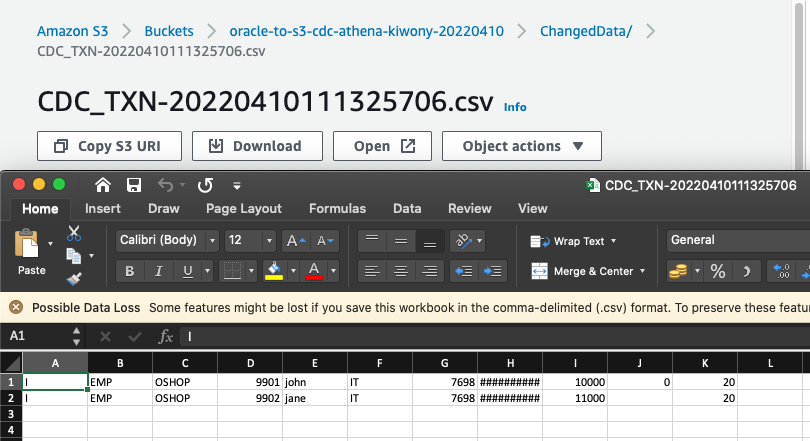 Amazon S3 > Buckets > oracle-to-s3-cdc-athena-kiwony-20220410 > ChangedData/ >
CDC_TXN-20220410111325706.csv
CDC_TXN-20220410111325706.csv Info
Copy S3 URI Download Open Object actions ▼
CDC_TXN-20220410111325706
Home Insert Draw Page Layout Formulas Data Review View
Calibri (Body) 12 A A Wrap Text General
Paste B I U A Merge & Center % .00
Possible Data Loss Some features might be lost if you save this workbook in the comma-delimited (.csv) format. To preserve these featu
A1 fx I
A B C D E F G H I J K L
1 I EMP OSHOP 9901 john IT 7698 ########## 10000 0 20
2 I EMP OSHOP 9902 jane IT 7698 ########## 11000 20
3
4